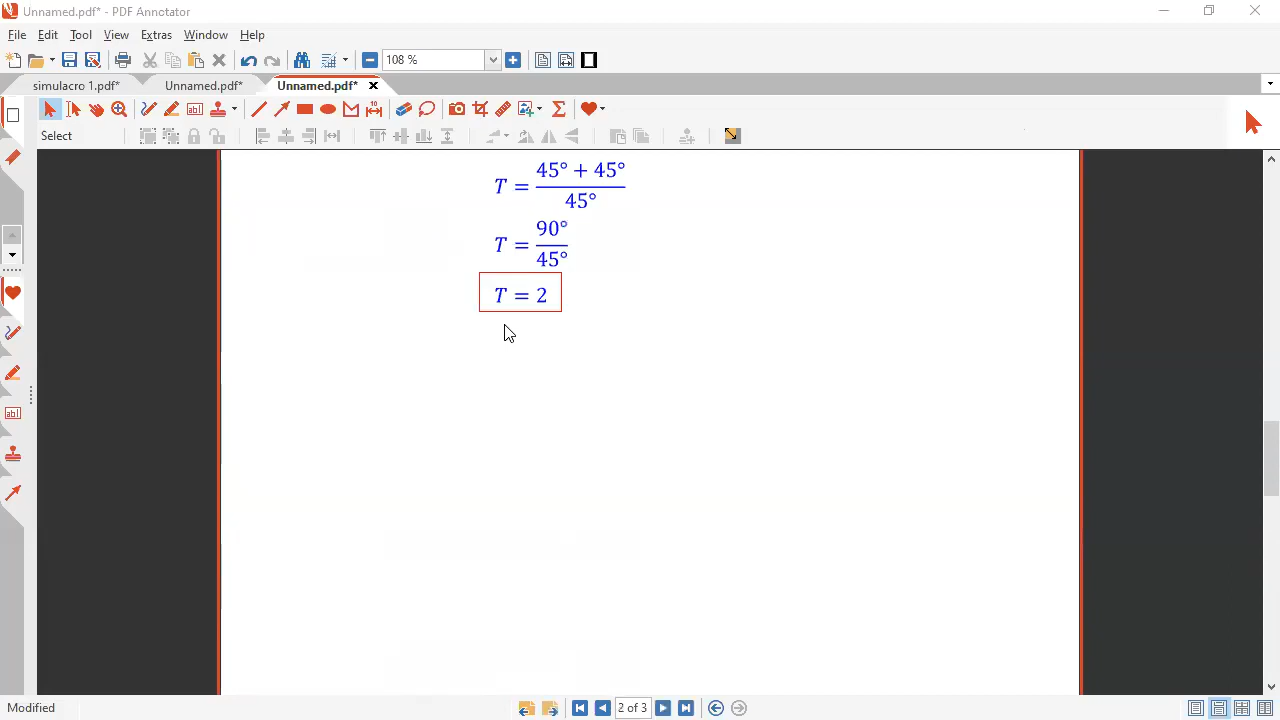 Unnamed.pdf* - PDF Annotator
File Edit Tool View Extras Window Help
108 %
simulacro 1.pdf* Unnamed.pdf* Unnamed.pdf*
Select
T = 45° + 45° / 45°
T = 90° / 45°
T = 2
Modified
2 of 3